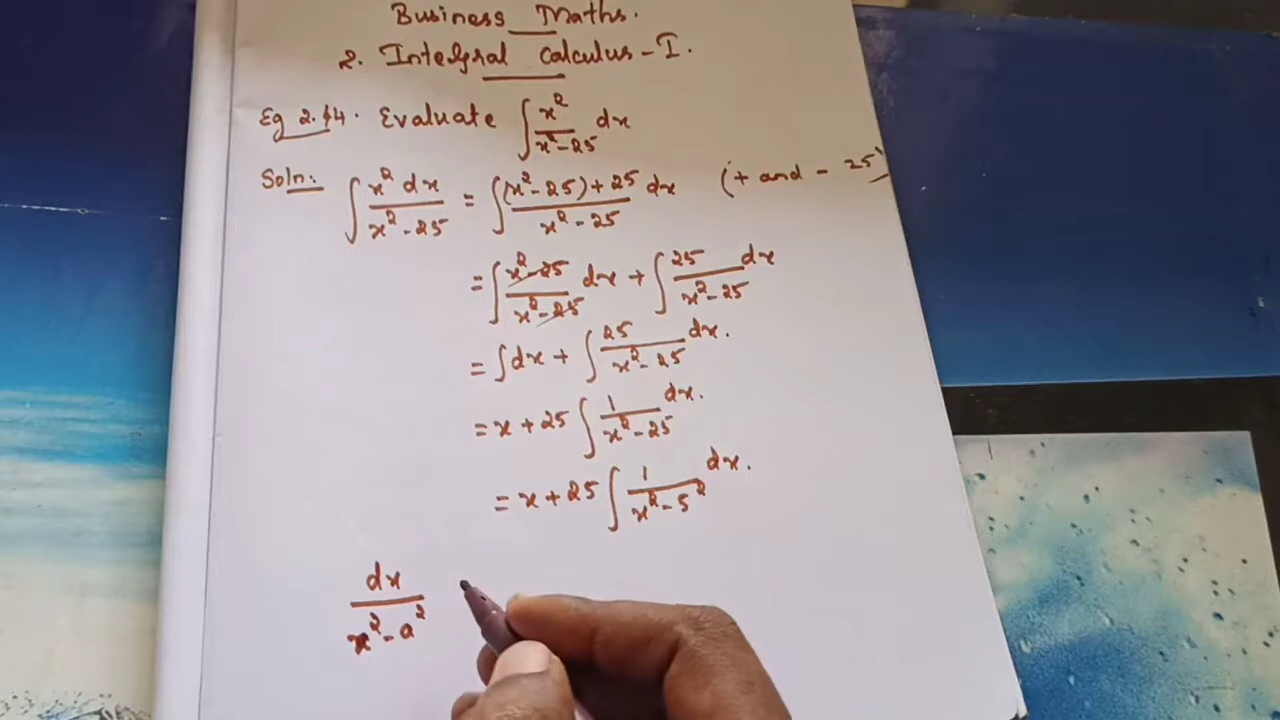 Business Maths.
2. Integral Calculus - I.
Eg 2.44. Evaluate ∫ x²/(x²-25) dx
Soln: ∫ x² dx/(x²-25) = ∫ ((x²-25)+25)/(x²-25) dx (+ and - 25)
= ∫ (x²-25)/(x²-25) dx + ∫ 25/(x²-25) dx
= ∫ dx + ∫ 25/(x²-25) dx.
= x + 25 ∫ 1/(x²-25) dx.
= x + 25 ∫ 1/(x²-5²) dx.
dx/(x²-a²)